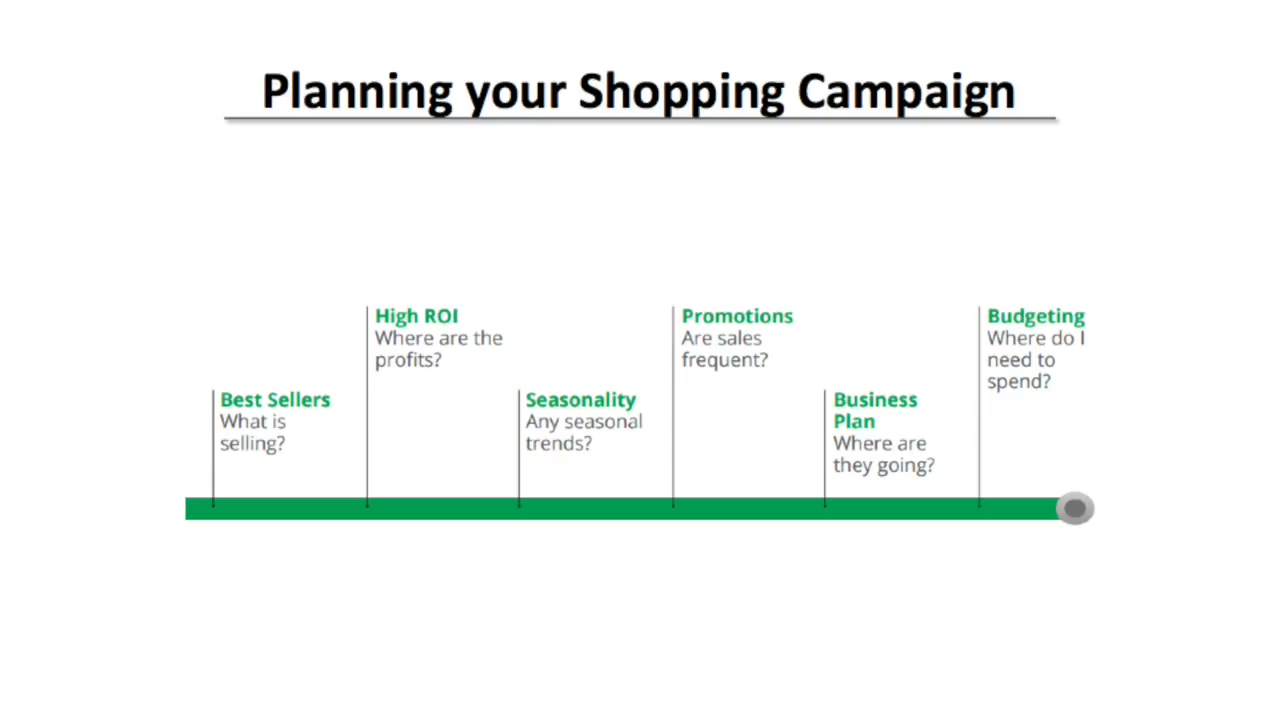 Planning your Shopping Campaign
Best Sellers
What is
selling?
High ROI
Where are the
profits?
Seasonality
Any seasonal
trends?
Promotions
Are sales
frequent?
Business
Plan
Where are
they going?
Budgeting
Where do I
need to
spend?